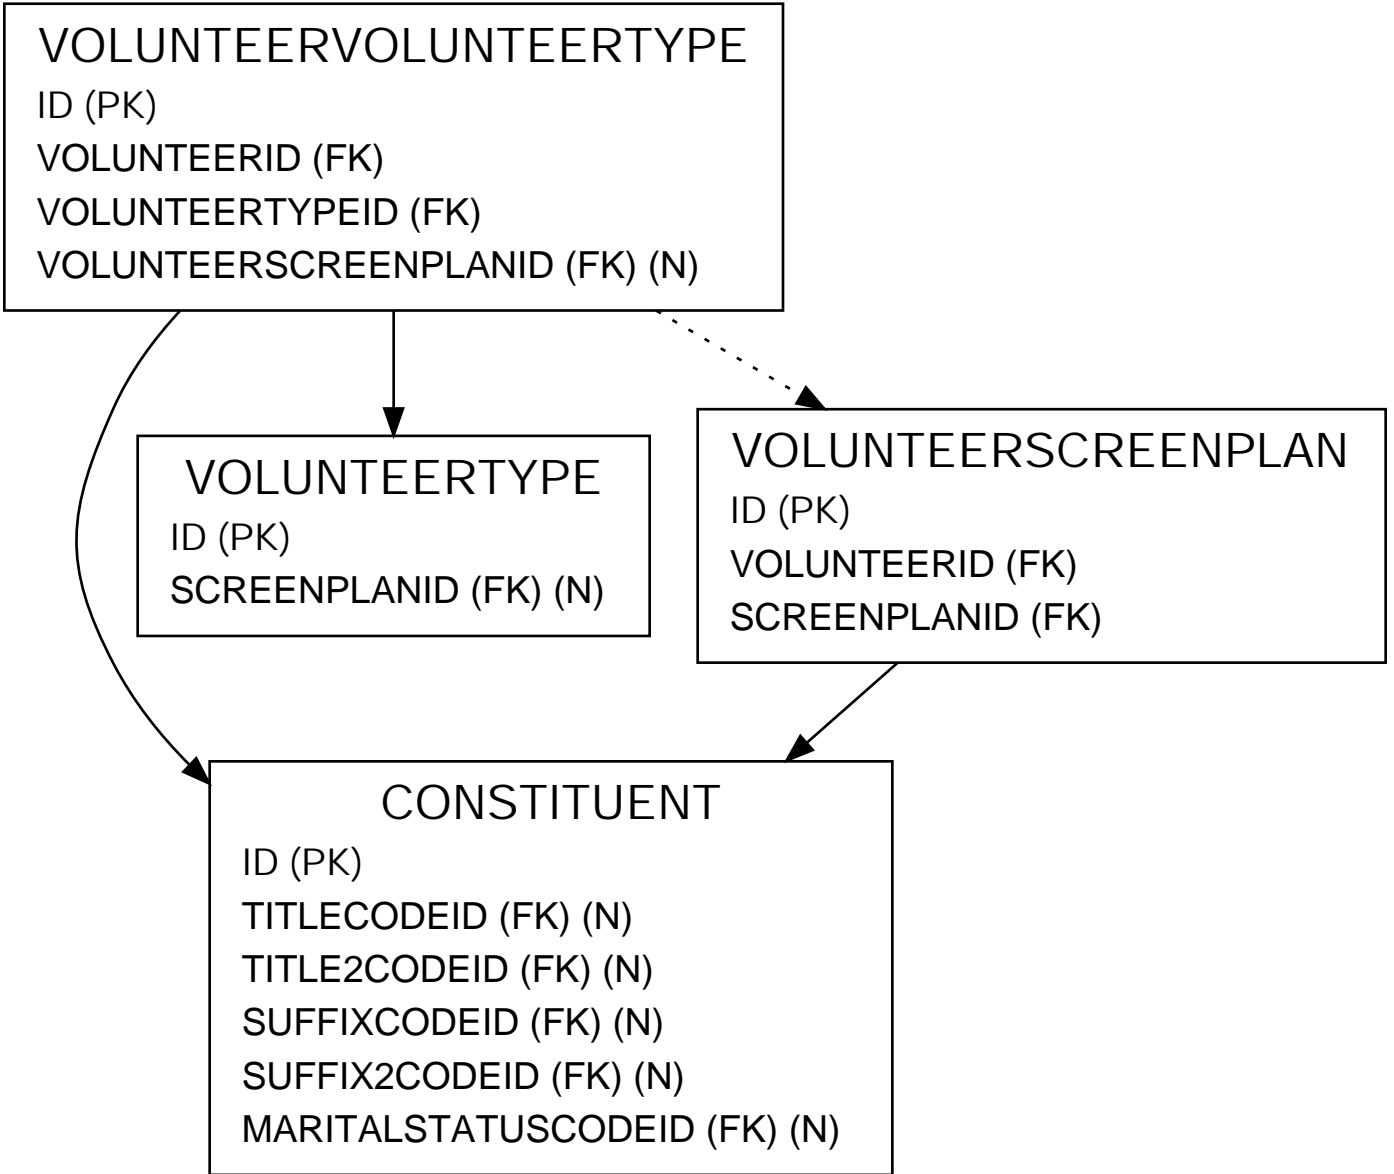 VOLUNTEERVOLUNTEERTYPE
ID (PK)
VOLUNTEERID (FK)
VOLUNTEERTYPEID (FK)
VOLUNTEERSCREENPLANID (FK) (N)
VOLUNTEERTYPE
ID (PK)
SCREENPLANID (FK) (N)
VOLUNTEERSCREENPLAN
ID (PK)
VOLUNTEERID (FK)
SCREENPLANID (FK)
CONSTITUENT
ID (PK)
TITLECODEID (FK) (N)
TITLE2CODEID (FK) (N)
SUFFIXCODEID (FK) (N)
SUFFIX2CODEID (FK) (N)
MARITALSTATUSCODEID (FK) (N)